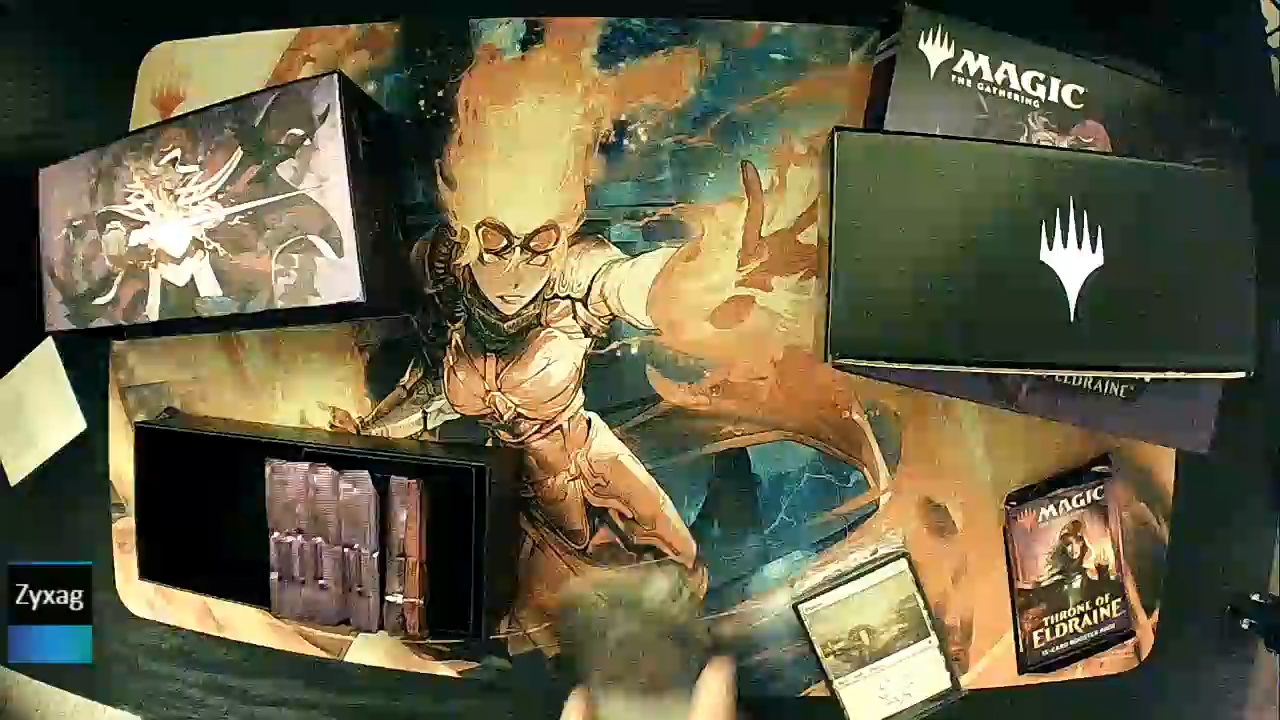 MAGIC
THE GATHERING
ELDRAINE
Zyxag
MAGIC
THRONE OF
ELDRAINE
15-CARD BOOSTER PACK